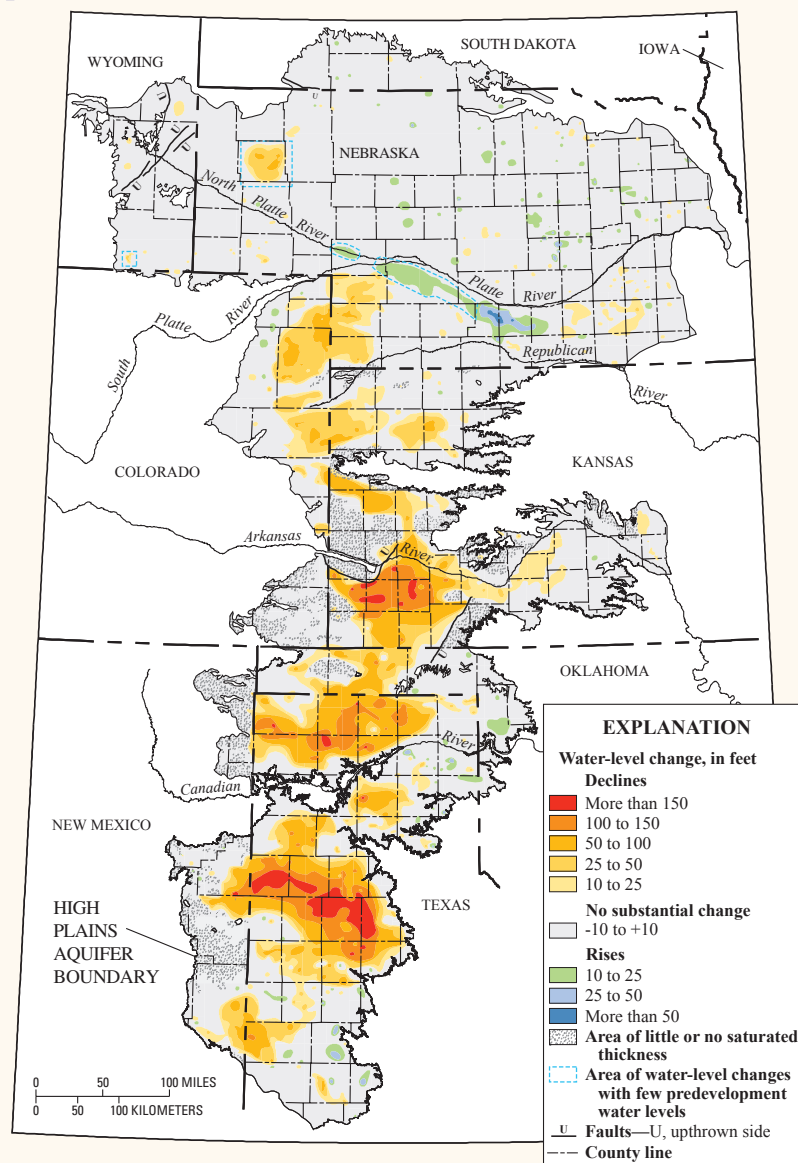 SOUTH DAKOTA
IOWA
WYOMING
U
U
U
U
U
NEBRASKA
North Platte River
Platte River
South Platte River
Republican River
COLORADO
KANSAS
Arkansas River
U
U
OKLAHOMA
Canadian River
NEW MEXICO
TEXAS
HIGH
PLAINS
AQUIFER
BOUNDARY
0 50 100 MILES
0 50 100 KILOMETERS
EXPLANATION
Water-level change, in feet
Declines
More than 150
100 to 150
50 to 100
25 to 50
10 to 25
No substantial change
-10 to +10
Rises
10 to 25
25 to 50
More than 50
Area of little or no saturated
thickness
Area of water-level changes
with few predevelopment
water levels
U Faults—U, upthrown side
County line